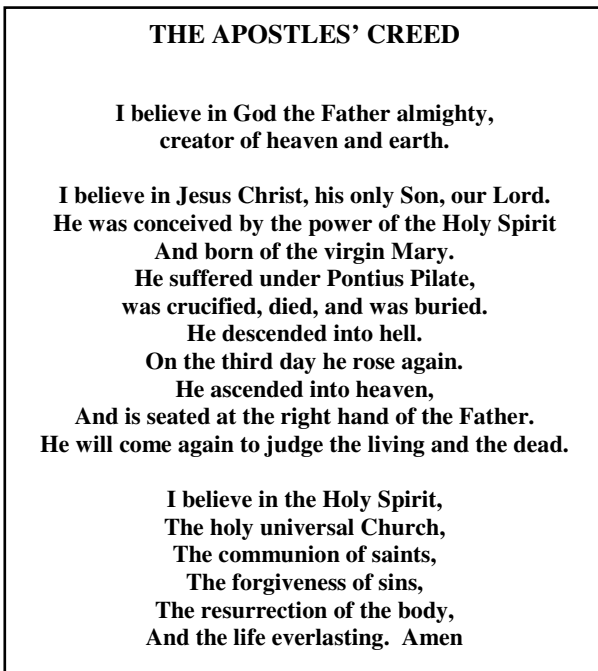 THE APOSTLES’ CREED
I believe in God the Father almighty,
creator of heaven and earth.
I believe in Jesus Christ, his only Son, our Lord.
He was conceived by the power of the Holy Spirit
And born of the virgin Mary.
He suffered under Pontius Pilate,
was crucified, died, and was buried.
He descended into hell.
On the third day he rose again.
He ascended into heaven,
And is seated at the right hand of the Father.
He will come again to judge the living and the dead.
I believe in the Holy Spirit,
The holy universal Church,
The communion of saints,
The forgiveness of sins,
The resurrection of the body,
And the life everlasting.  Amen